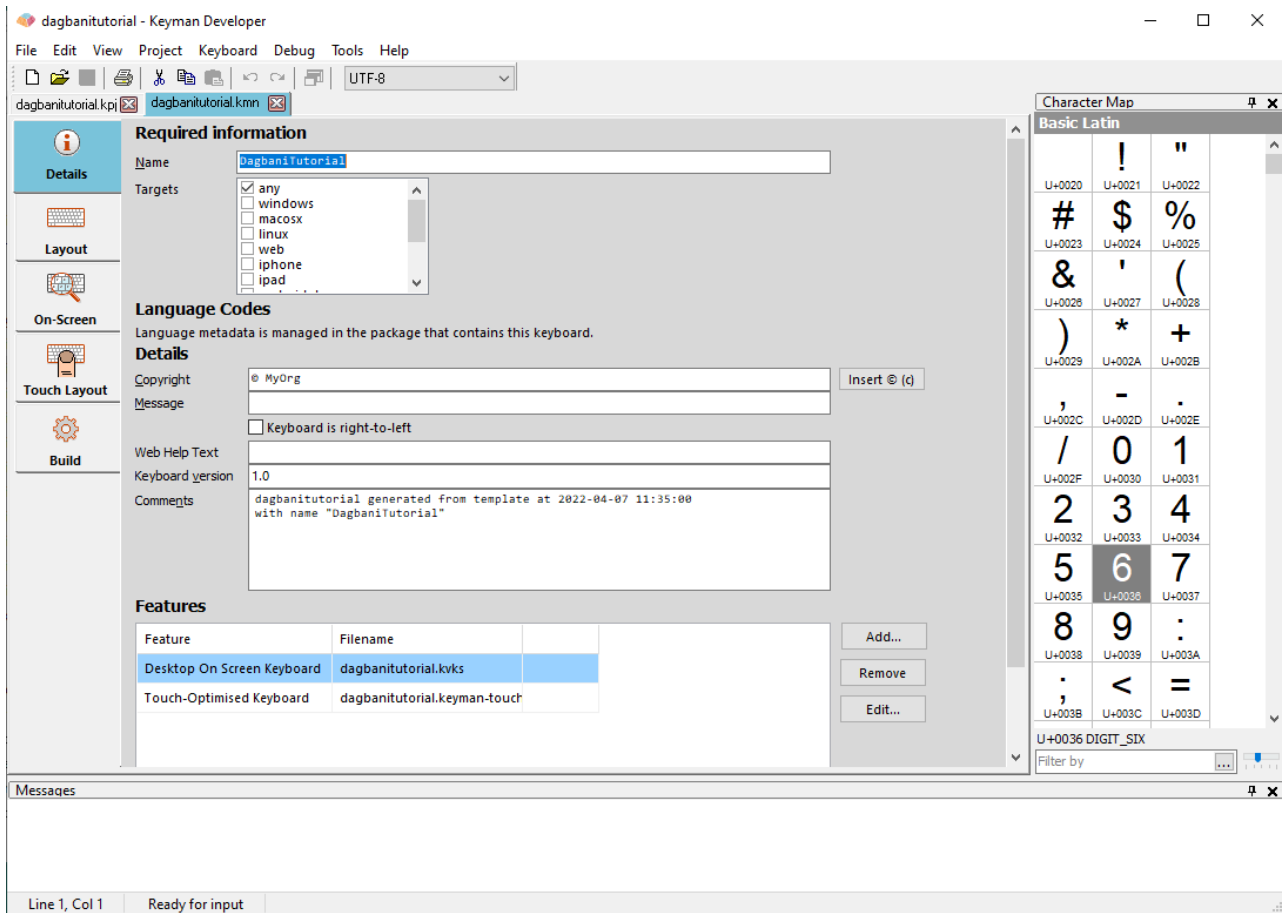 dagbanitutorial - Keyman Developer
File Edit View Project Keyboard Debug Tools Help
UTF-8
dagbanitutorial.kpj dagbanitutorial.kmn
Details
Layout
On-Screen
Touch Layout
Build
Required information
Name DagbaniTutorial
Targets any
windows
macosx
linux
web
iphone
ipad
Language Codes
Language metadata is managed in the package that contains this keyboard.
Details
Copyright © MyOrg Insert © (c)
Message
Keyboard is right-to-left
Web Help Text
Keyboard version 1.0
Comments dagbanitutorial generated from template at 2022-04-07 11:35:00
with name "DagbaniTutorial"
Features
Feature Filename
Desktop On Screen Keyboard dagbanitutorial.kvks
Touch-Optimised Keyboard dagbanitutorial.keyman-touch
Add...
Remove
Edit...
Character Map
Basic Latin
! "
U+0020 U+0021 U+0022
# $ %
U+0023 U+0024 U+0025
& ' (
U+0026 U+0027 U+0028
) * +
U+0029 U+002A U+002B
, - .
U+002C U+002D U+002E
/ 0 1
U+002F U+0030 U+0031
2 3 4
U+0032 U+0033 U+0034
5 6 7
U+0035 U+0036 U+0037
8 9 :
U+0038 U+0039 U+003A
; < =
U+003B U+003C U+003D
U+0036 DIGIT_SIX
Filter by ...
Messages
Line 1, Col 1 Ready for input